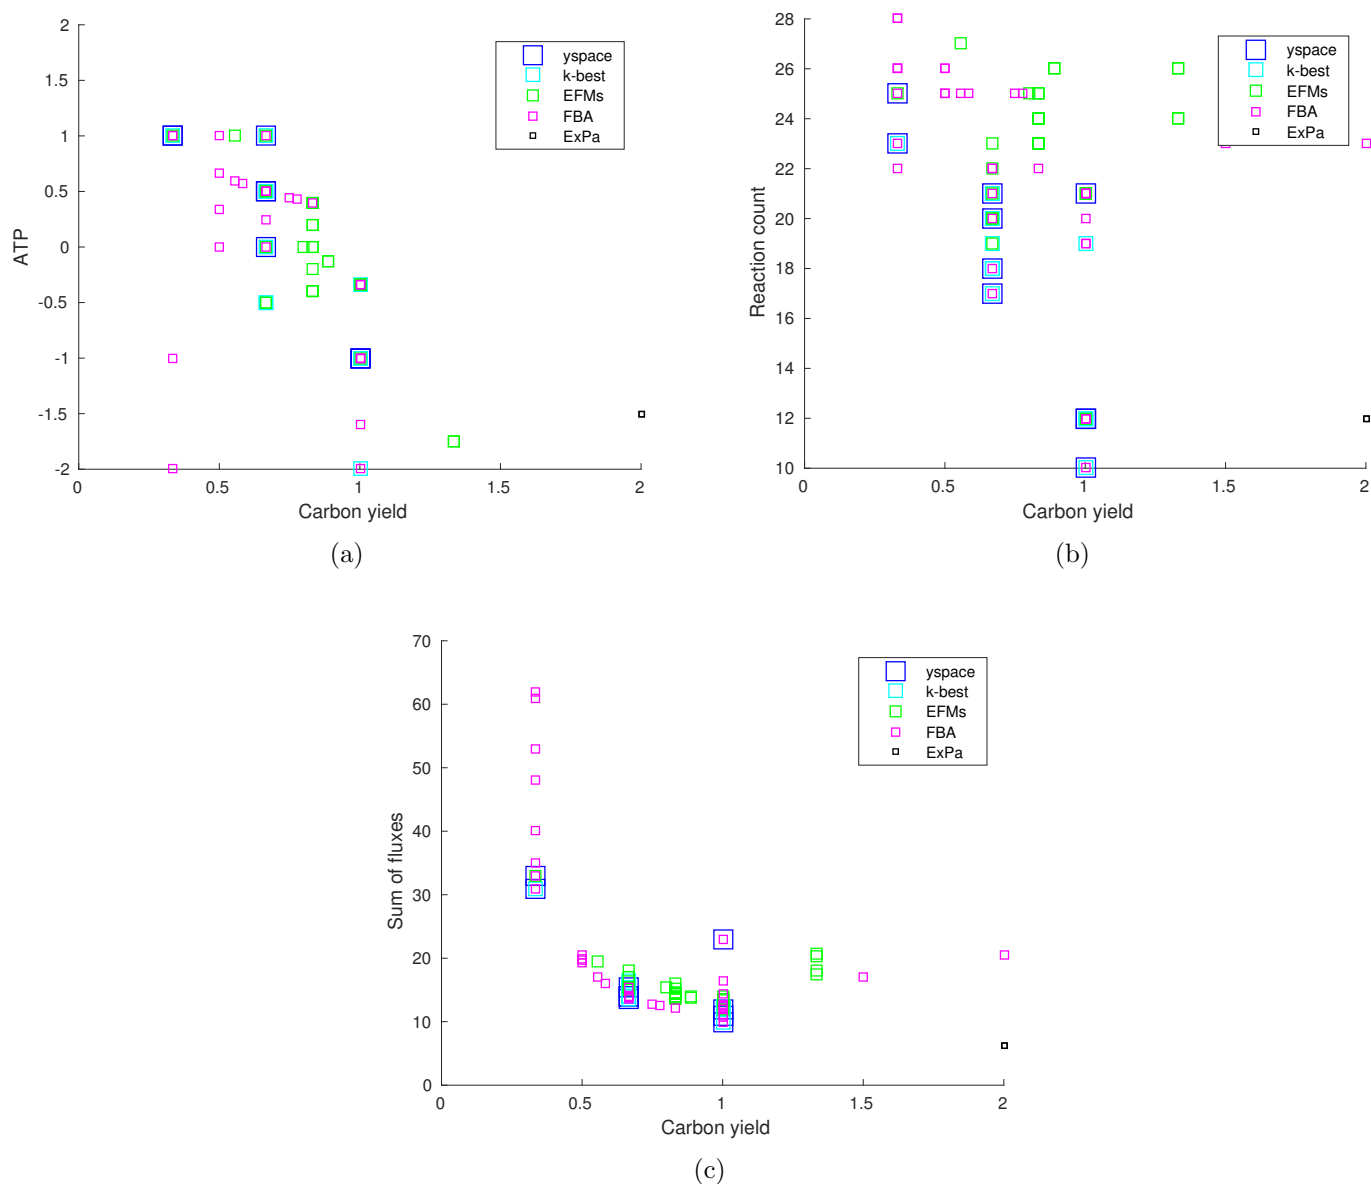 2
1.5
1
0.5
0
-0.5
-1
-1.5
-2
ATP
0
0.5
1
1.5
2
Carbon yield
yspace
k-best
EFMs
FBA
ExPa
(a)
28
26
24
22
20
18
16
14
12
10
Reaction count
0
0.5
1
1.5
2
Carbon yield
yspace
k-best
EFMs
FBA
ExPa
(b)
70
60
50
40
30
20
10
0
Sum of fluxes
0
0.5
1
1.5
2
Carbon yield
yspace
k-best
EFMs
FBA
ExPa
(c)